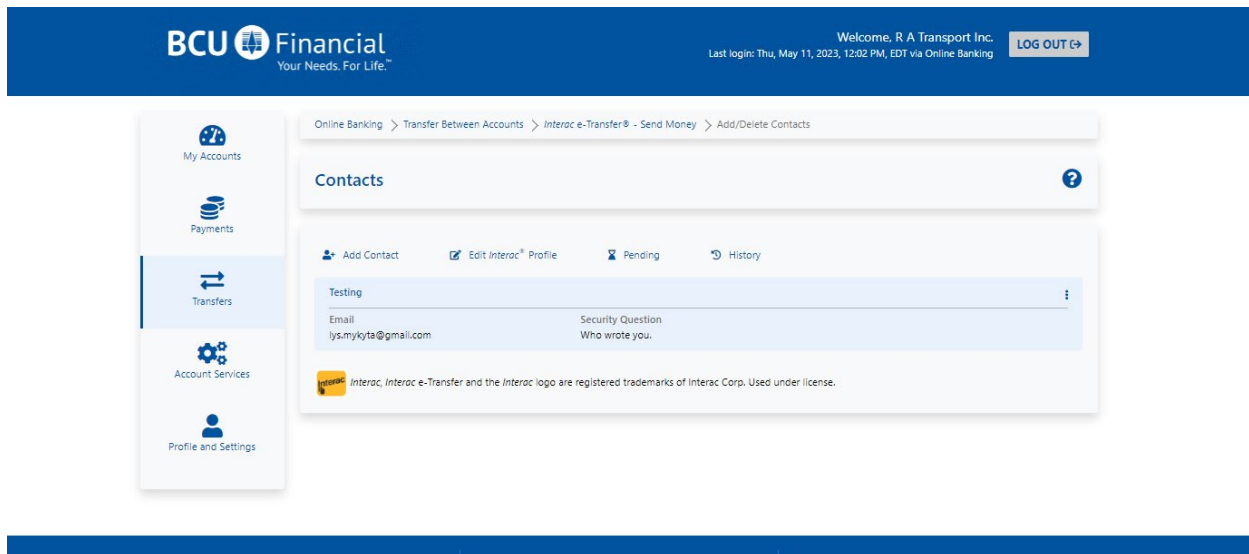 BCU Financial
Your Needs. For Life.™
Welcome, R A Transport Inc.
Last login: Thu, May 11, 2023, 12:02 PM, EDT via Online Banking
LOG OUT
My Accounts
Payments
Transfers
Account Services
Profile and Settings
Online Banking > Transfer Between Accounts > Interac e-Transfer® - Send Money > Add/Delete Contacts
Contacts
Add Contact Edit Interac® Profile Pending History
Testing
Email Security Question
lys.mykyta@gmail.com Who wrote you.
Interac Interac, Interac e-Transfer and the Interac logo are registered trademarks of Interac Corp. Used under license.